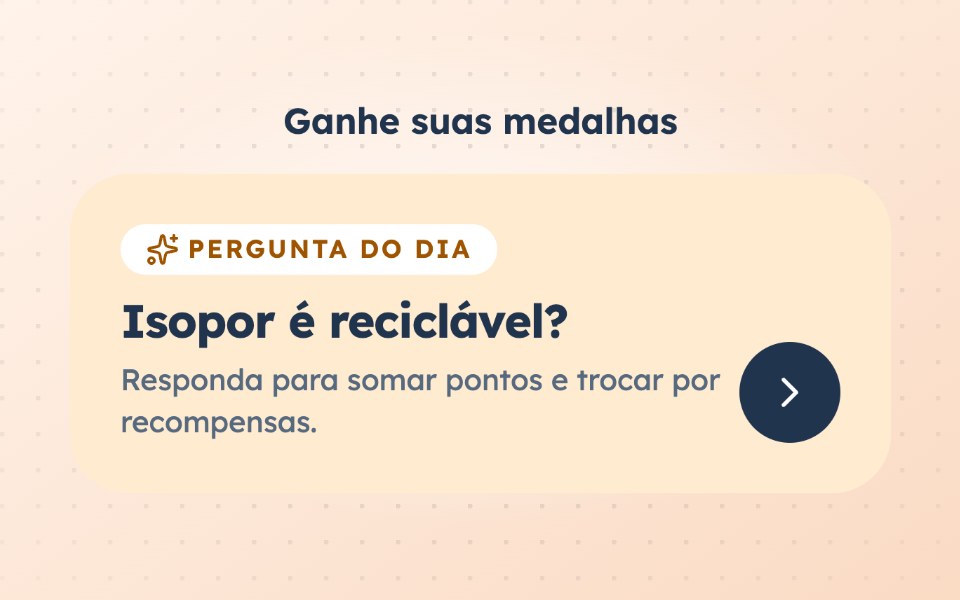 Ganhe suas medalhas
PERGUNTA DO DIA
Isopor é reciclável?
Responda para somar pontos e trocar por
recompensas.